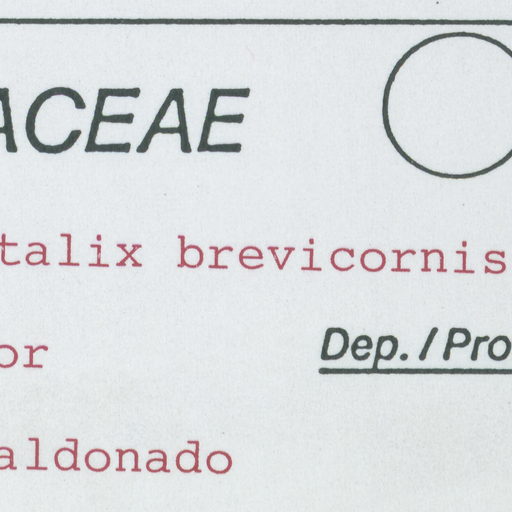 ACEAE
talix brevicornis
or
Dep. / Pro
aldonado